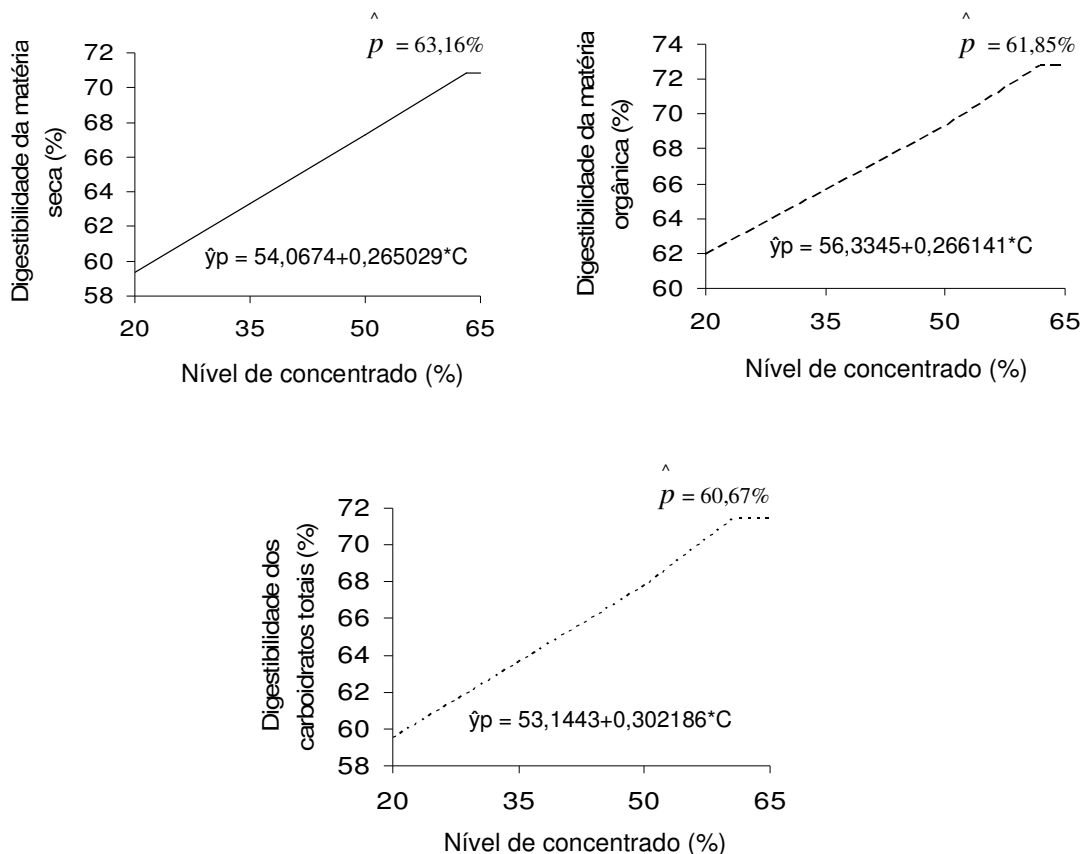 ^
p = 63,16%
Digestibilidade da matéria
seca (%)
72
70
68
66
64
62
60
58
ŷp = 54,0674+0,265029*C
20 35 50 65
Nível de concentrado (%)
^
p = 61,85%
Digestibilidade da matéria
orgânica (%)
74
72
70
68
66
64
62
60
ŷp = 56,3345+0,266141*C
20 35 50 65
Nível de concentrado (%)
^
p = 60,67%
Digestibilidade dos
carboidratos totais (%)
72
70
68
66
64
62
60
58
ŷp = 53,1443+0,302186*C
20 35 50 65
Nível de concentrado (%)